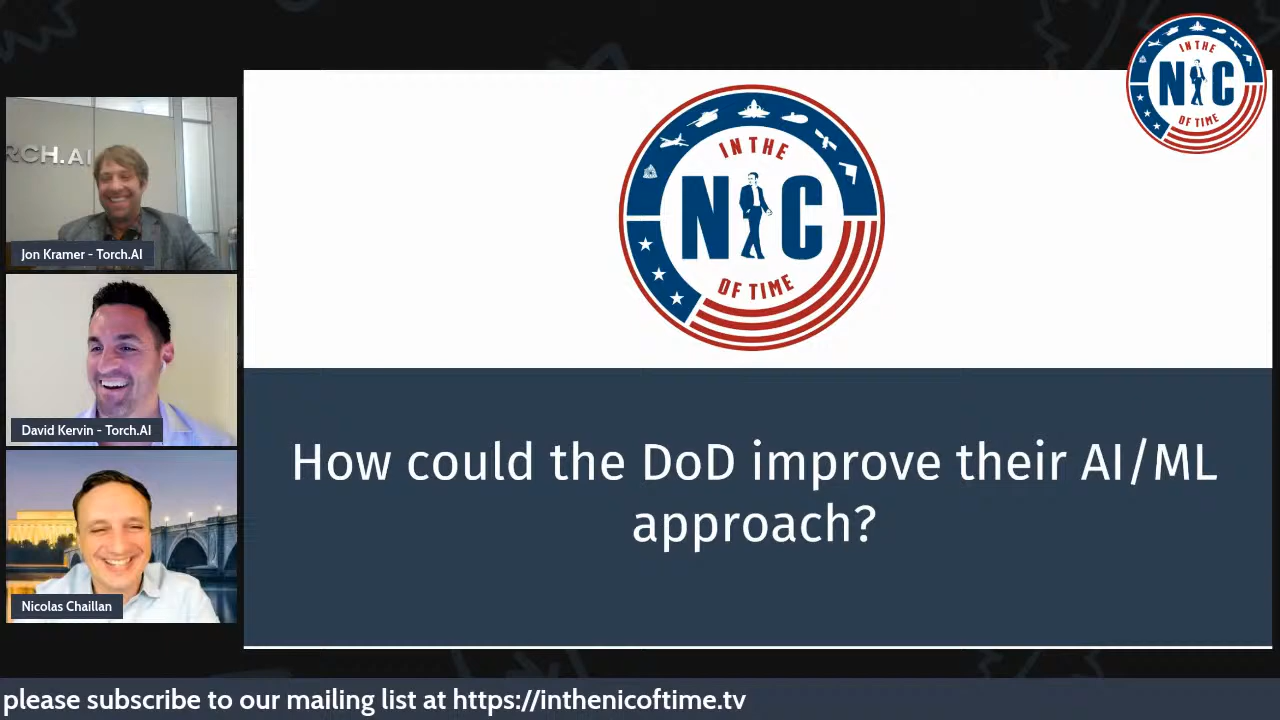 IN THE
NIC
OF TIME
RCH.AI
Jon Kramer - Torch.AI
David Kervin - Torch.AI
Nicolas Chaillan
IN THE
NIC
OF TIME
How could the DoD improve their AI/ML
approach?
please subscribe to our mailing list at https://inthenicoftime.tv